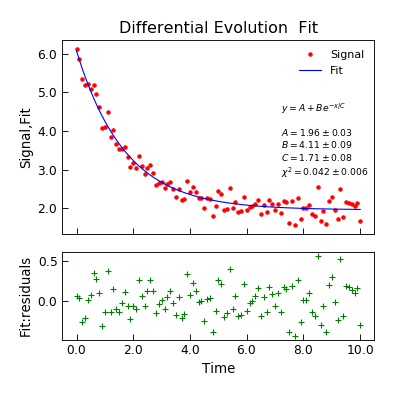 Differential Evolution Fit
6.0
5.0
4.0
3.0
2.0
Signal,Fit
Signal
Fit
y = A + Be^{-x/C}
A = 1.96 ± 0.03
B = 4.11 ± 0.09
C = 1.71 ± 0.08
χ² = 0.042 ± 0.006
0.5
0.0
Fit:residuals
0.0 2.0 4.0 6.0 8.0 10.0
Time